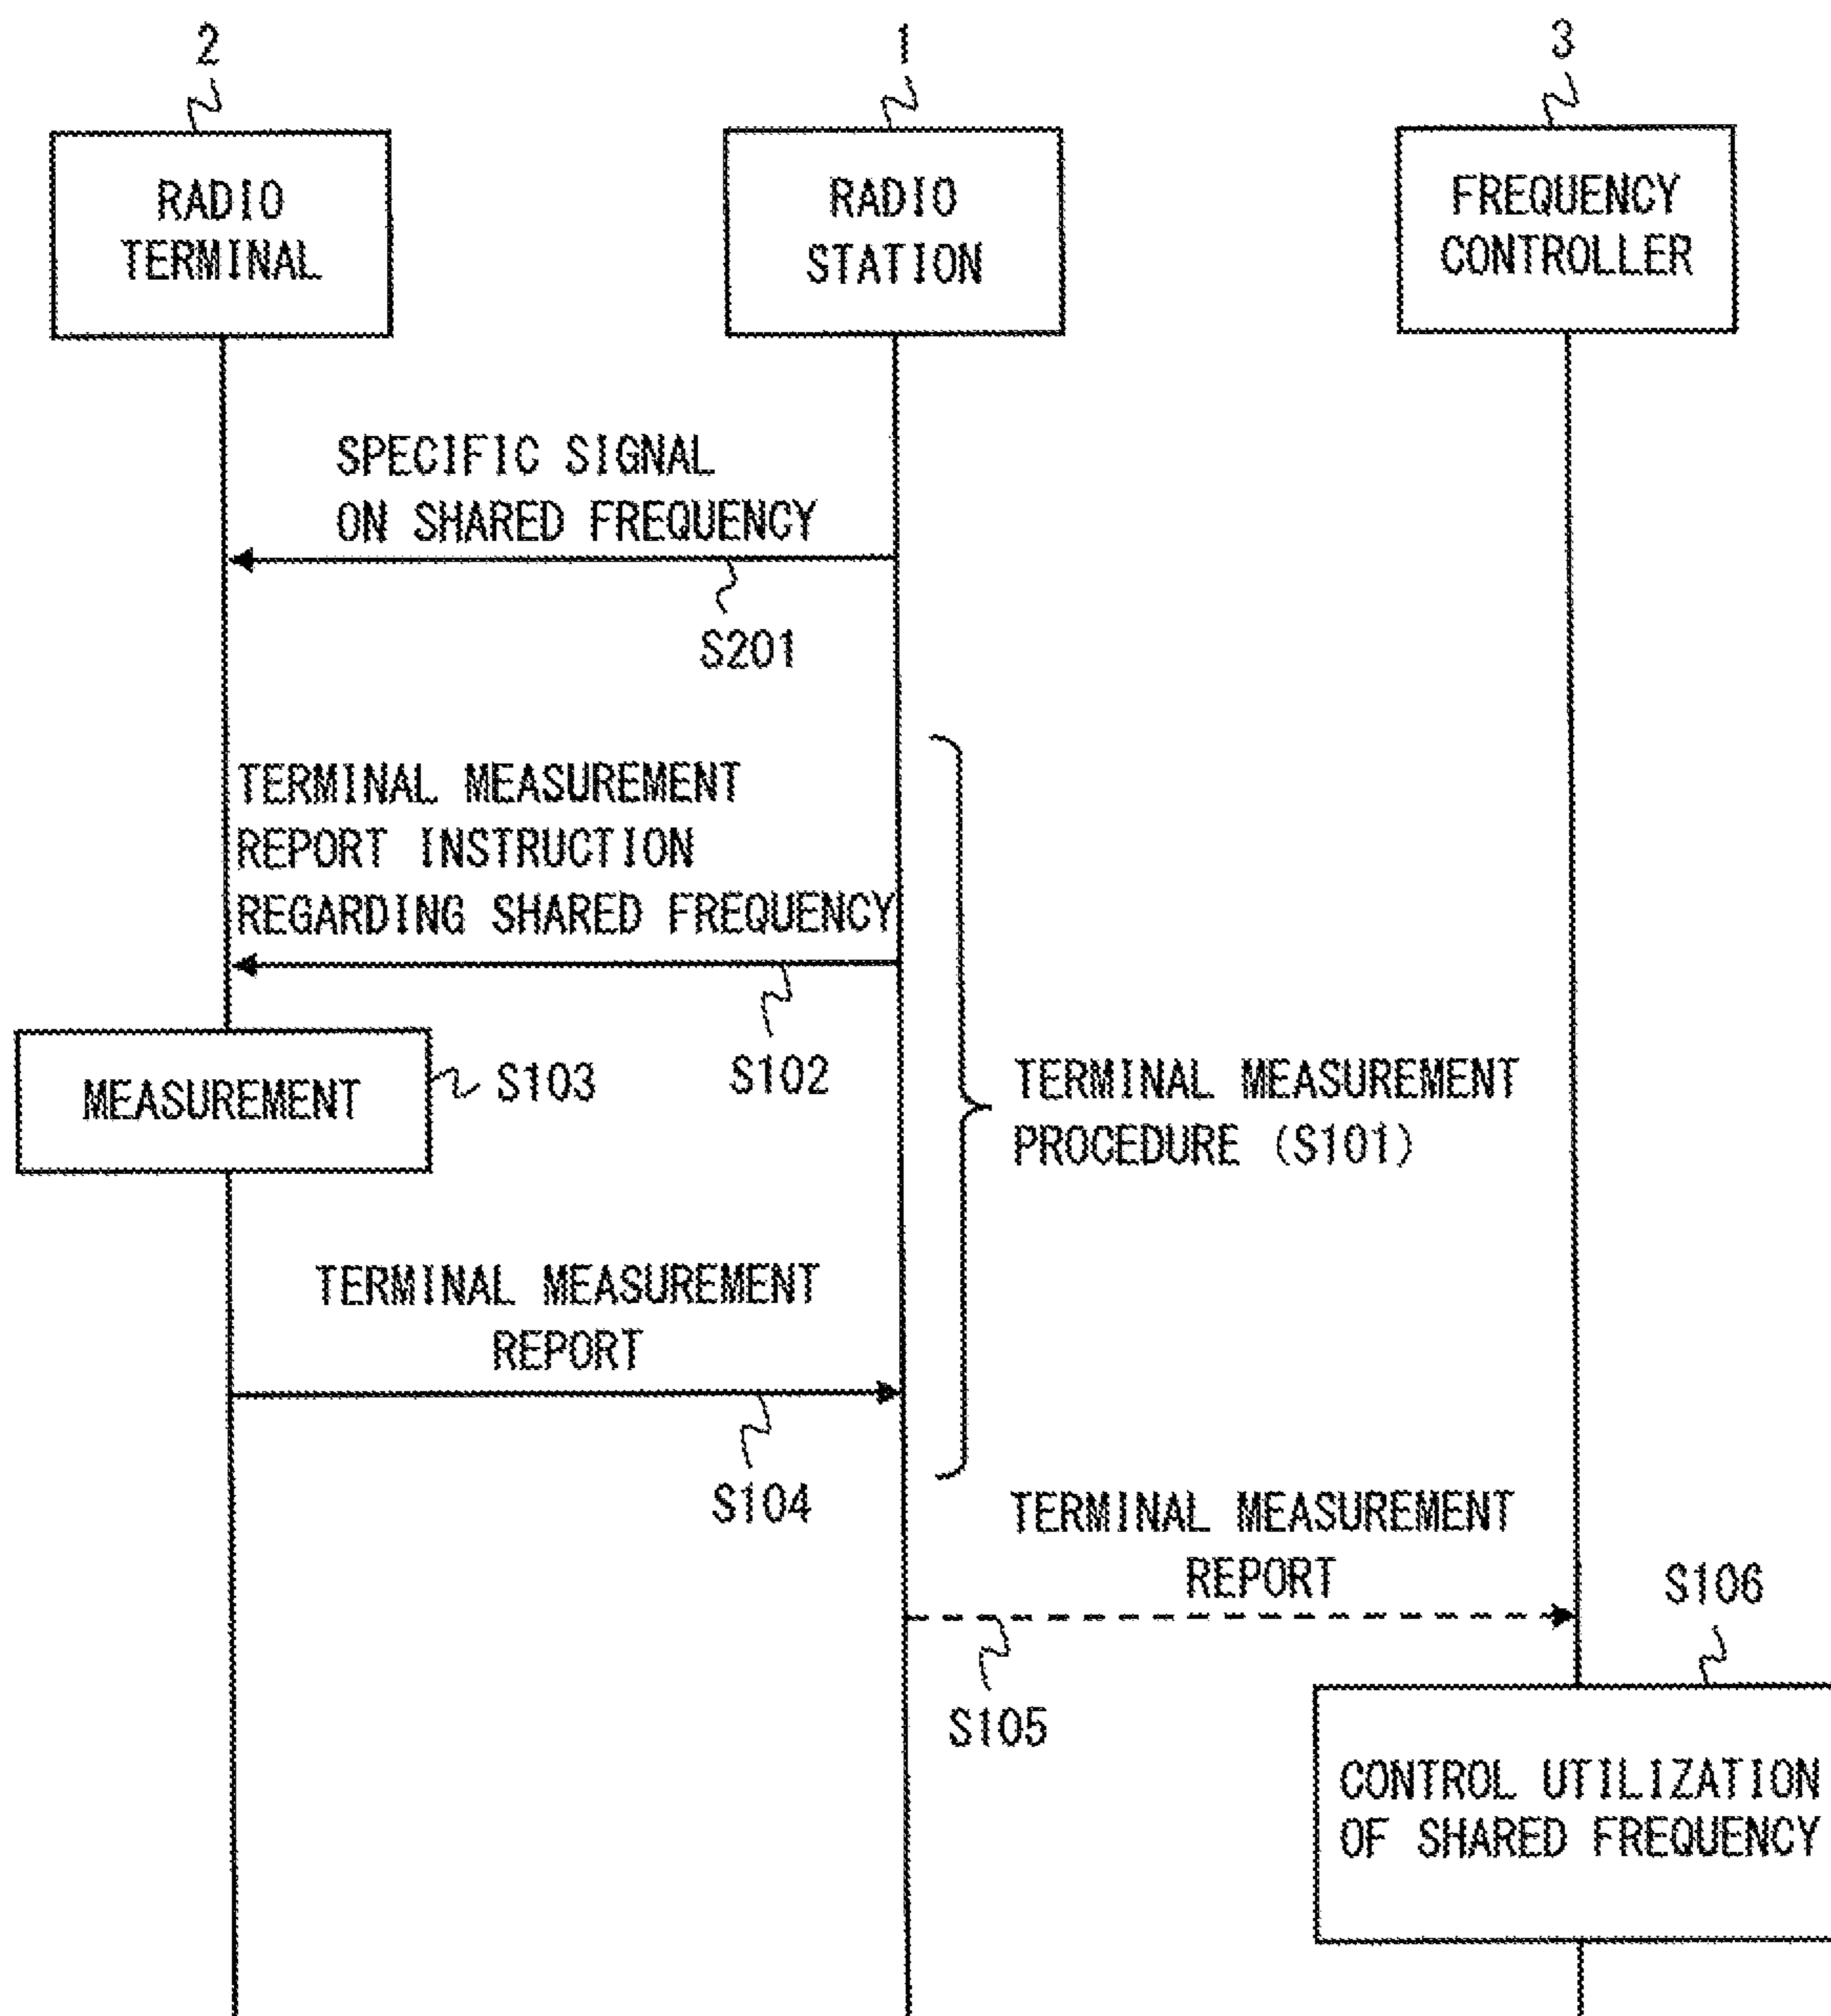 2
1
3
RADIO
TERMINAL
RADIO
STATION
FREQUENCY
CONTROLLER
SPECIFIC SIGNAL
ON SHARED FREQUENCY
S201
TERMINAL MEASUREMENT
REPORT INSTRUCTION
REGARDING SHARED FREQUENCY
S102
MEASUREMENT
S103
TERMINAL MEASUREMENT
PROCEDURE (S101)
TERMINAL MEASUREMENT
REPORT
S104
TERMINAL MEASUREMENT
REPORT
S105
S106
CONTROL UTILIZATION
OF SHARED FREQUENCY